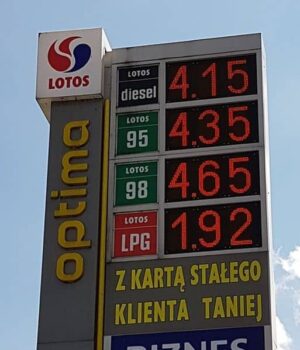 LOTOS
optima
LOTOS
diesel 4.15
LOTOS
95 4.35
LOTOS
98 4.65
LOTOS
LPG 1.92
Z KARTĄ STAŁEGO
KLIENTA TANIEJ
BIZNES